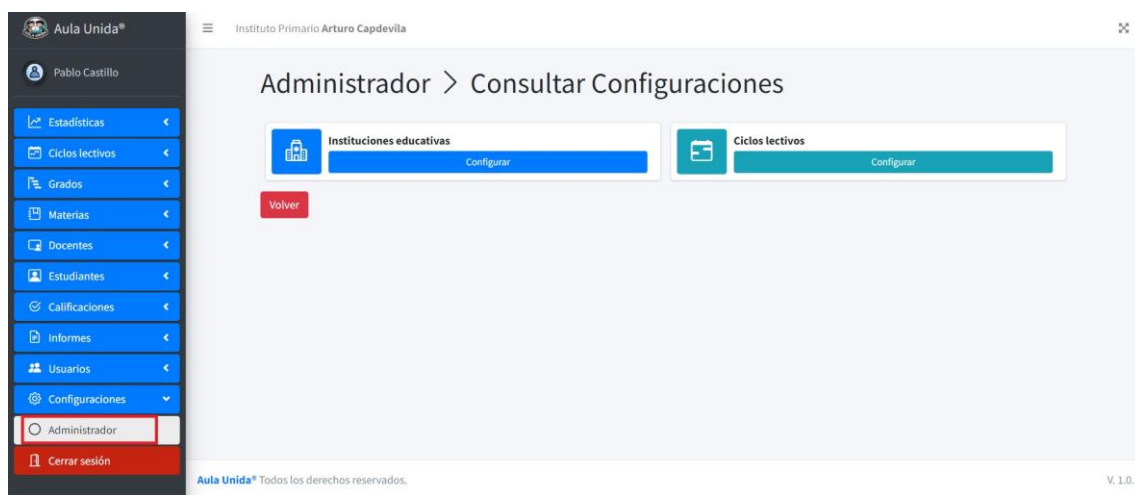 Aula Unida®
Instituto Primario Arturo Capdevila
Pablo Castillo
Administrador > Consultar Configuraciones
Estadísticas
Ciclos lectivos
Grados
Materias
Docentes
Estudiantes
Calificaciones
Informes
Usuarios
Configuraciones
Administrador
Cerrar sesión
Instituciones educativas
Configurar
Ciclos lectivos
Configurar
Volver
Aula Unida® Todos los derechos reservados.
V. 1.0.